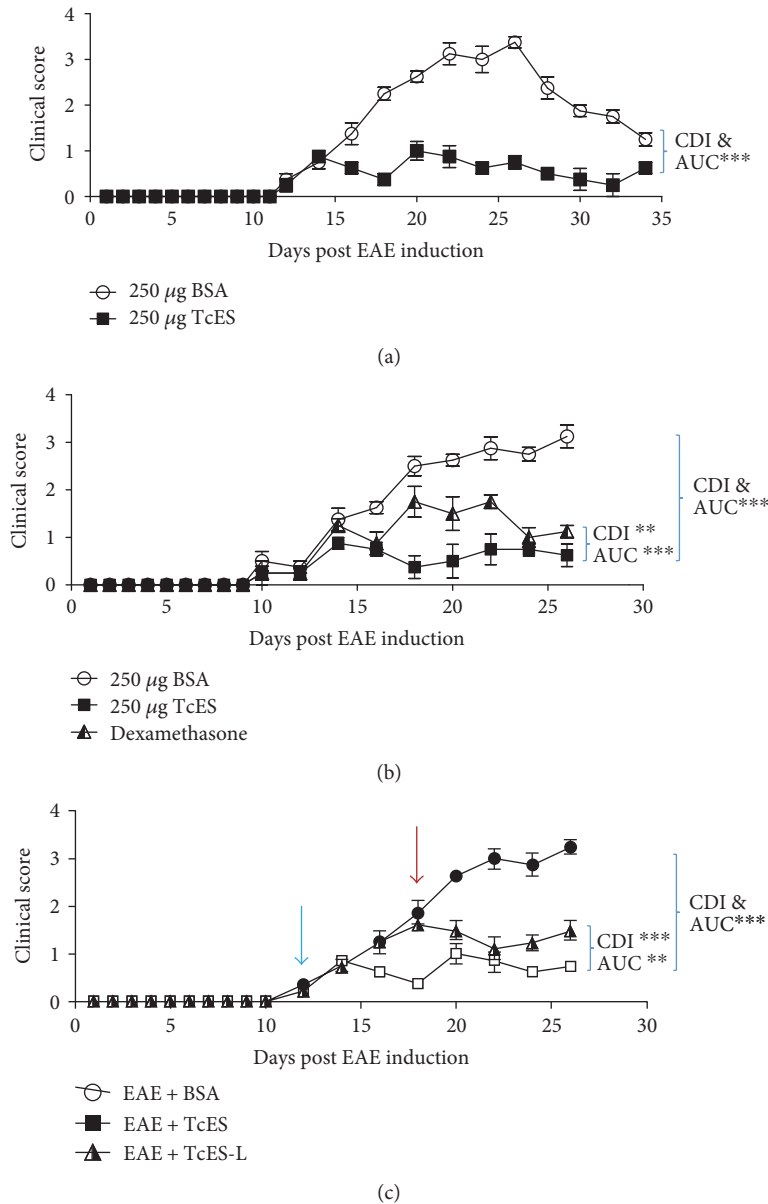 4
3
2
1
0
Clinical score
0 5 10 15 20 25 30 35
Days post EAE induction
CDI &
AUC***
250 μg BSA
250 μg TcES
(a)
4
3
2
1
0
Clinical score
0 5 10 15 20 25 30
Days post EAE induction
CDI **
AUC ***
CDI &
AUC***
250 μg BSA
250 μg TcES
Dexamethasone
(b)
4
3
2
1
0
Clinical score
0 5 10 15 20 25 30
Days post EAE induction
CDI ***
AUC **
CDI &
AUC***
EAE + BSA
EAE + TcES
EAE + TcES-L
(c)